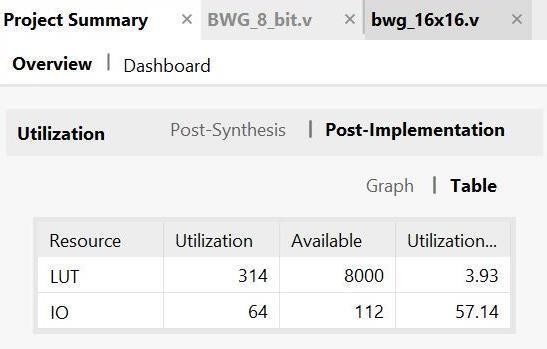 Project Summary × BWG_8_bit.v × bwg_16x16.v ×
Overview | Dashboard
Utilization Post-Synthesis | Post-Implementation
Graph | Table
Resource Utilization Available Utilization...
LUT 314 8000 3.93
IO 64 112 57.14